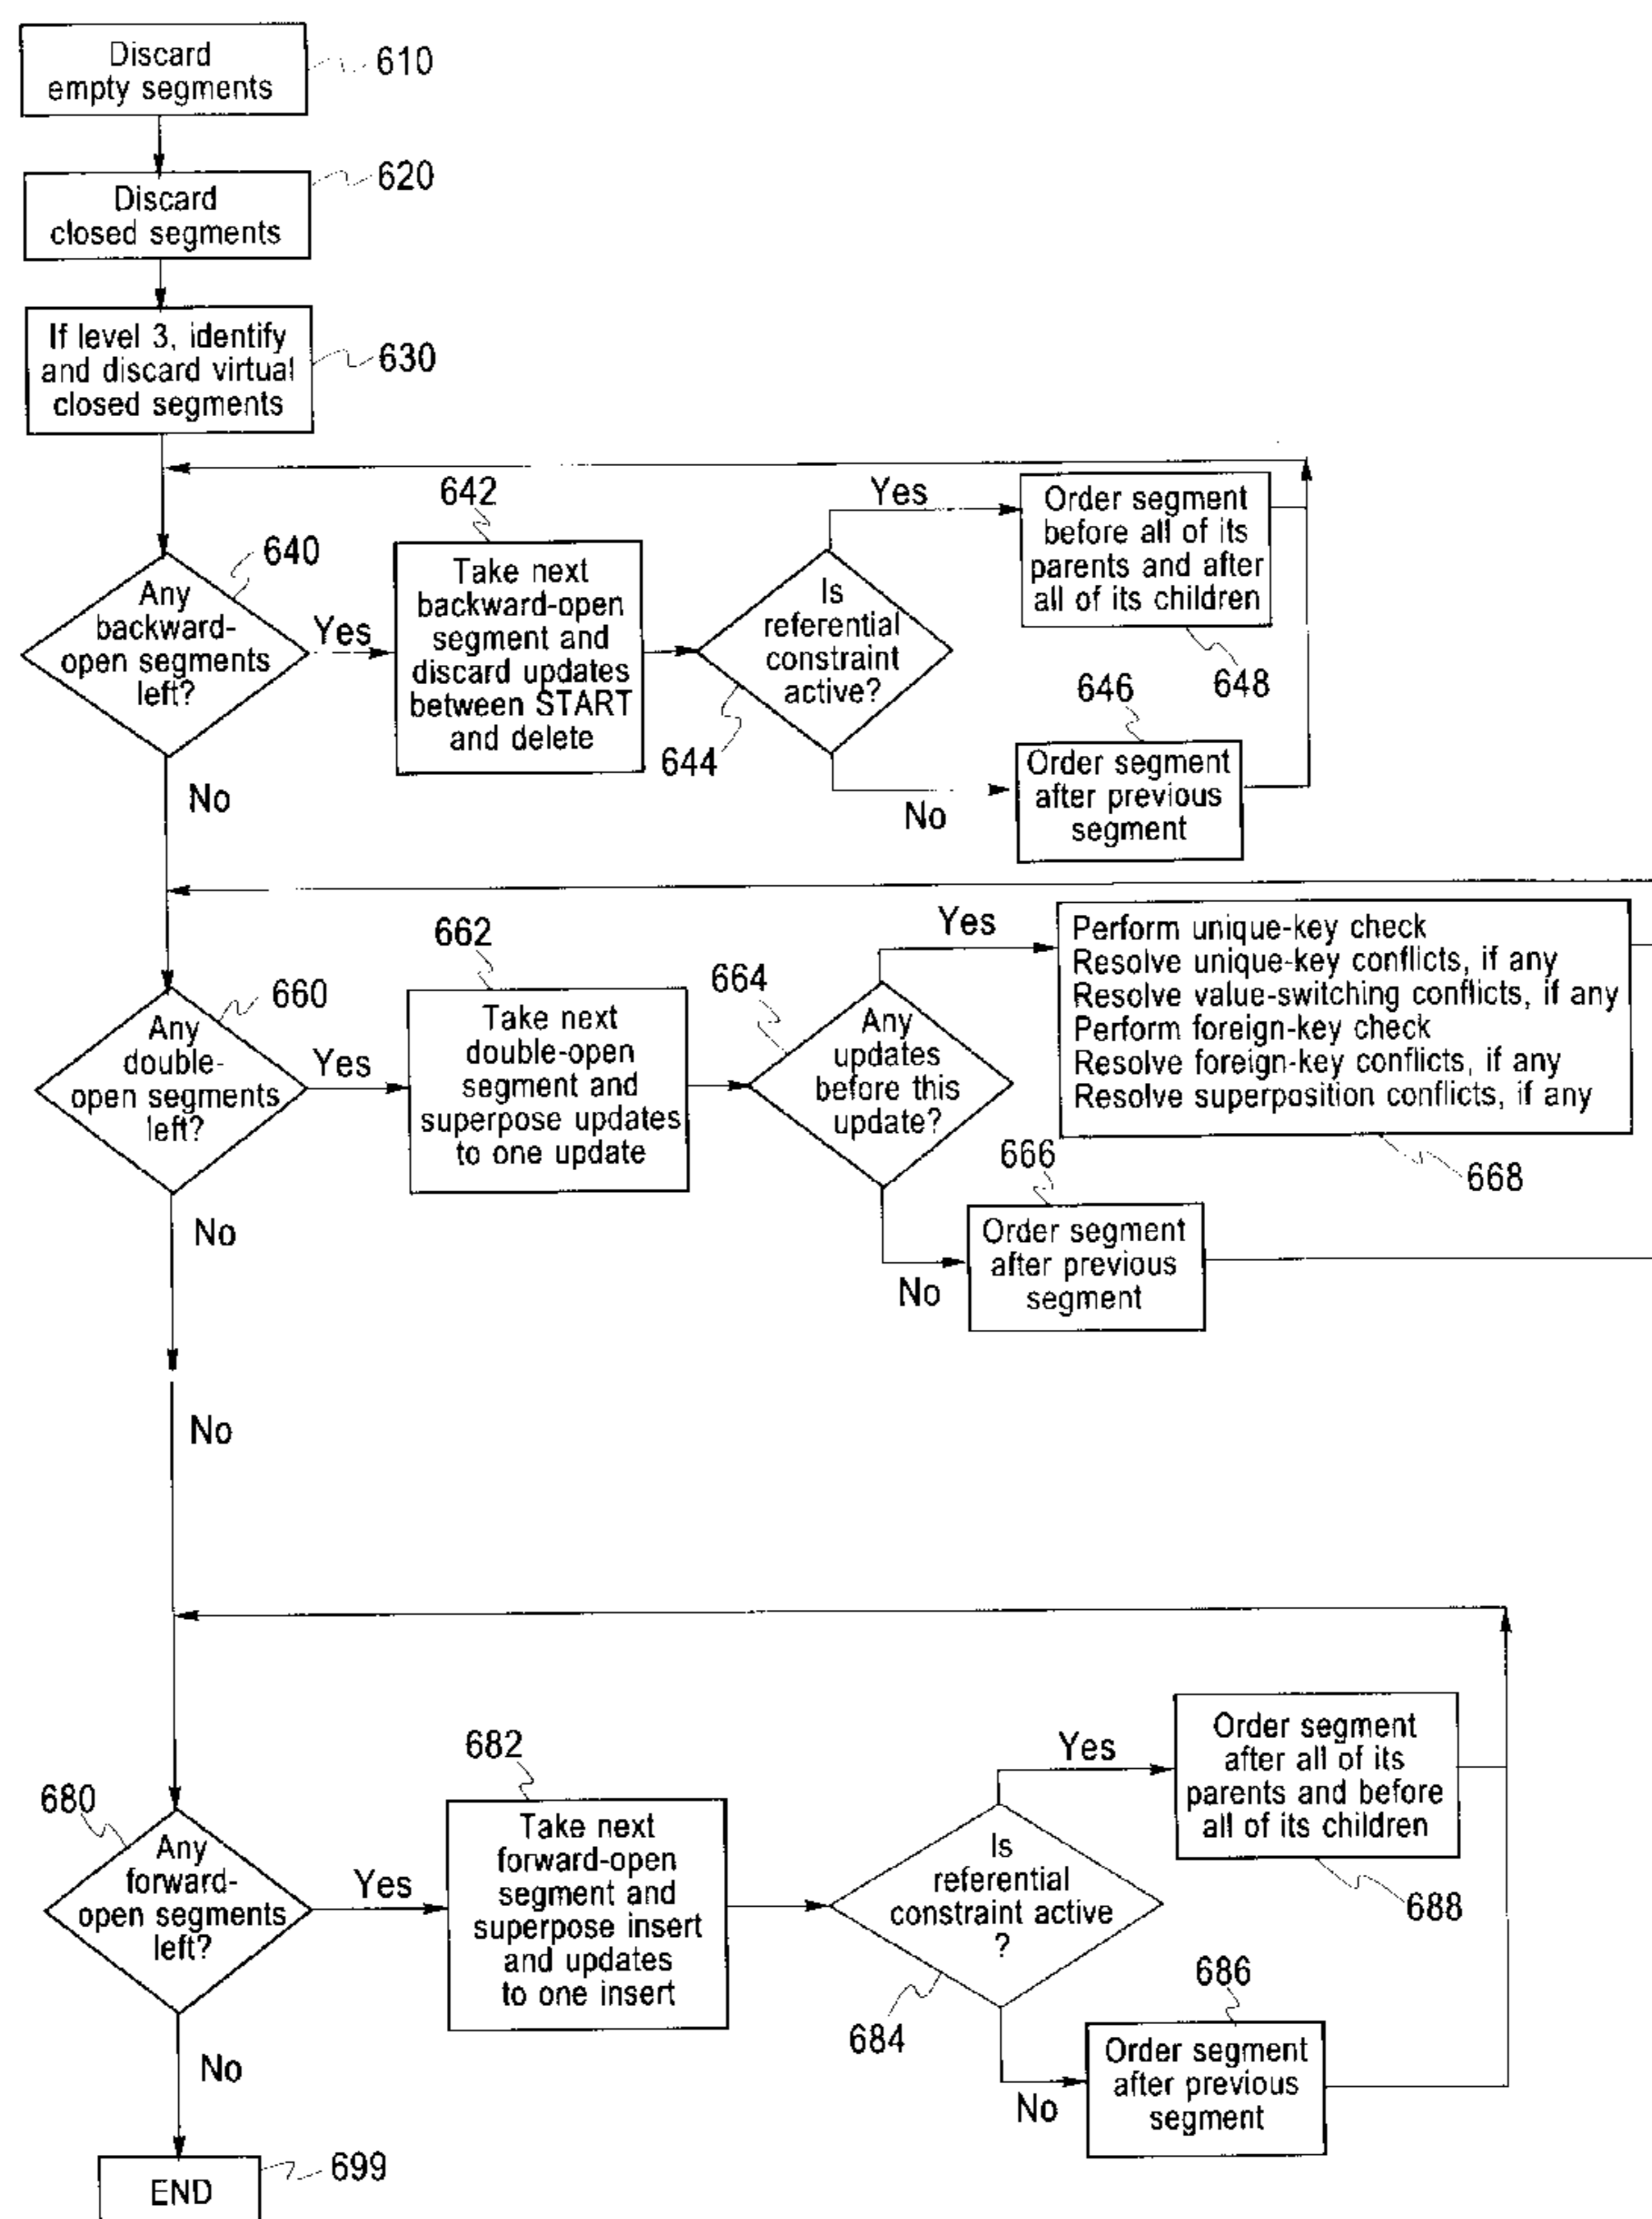 Discard
empty segments
610
Discard
closed segments
620
If level 3, identify
and discard virtual
closed segments
630
640
Any
backward-
open segments
left?
Yes
No
642
Take next
backward-open
segment and
discard updates
between START
and delete
Is
referential
constraint
active?
644
Yes
No
Order segment
before all of its
parents and after
all of its children
648
646
Order segment
after previous
segment
660
Any
double-
open segments
left?
Yes
No
662
Take next
double-open
segment and
superpose updates
to one update
664
Any
updates
before this
update?
Yes
No
Perform unique-key check
Resolve unique-key conflicts, if any
Resolve value-switching conflicts, if any
Perform foreign-key check
Resolve foreign-key conflicts, if any
Resolve superposition conflicts, if any
668
666
Order segment
after previous
segment
No
680
Any
forward-
open segments
left?
Yes
No
682
Take next
forward-open
segment and
superpose insert
and updates
to one insert
Is
referential
constraint active
?
684
Yes
No
Order segment
after all of its
parents and before
all of its children
688
686
Order segment
after previous
segment
END
699